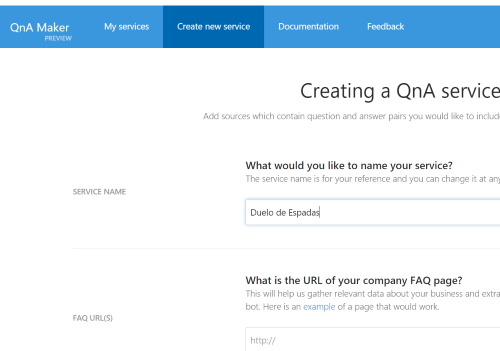 QnA Maker My services Create new service Documentation Feedback
PREVIEW
Creating a QnA service
Add sources which contain question and answer pairs you would like to includ
What would you like to name your service?
The service name is for your reference and you can change it at any
SERVICE NAME
Duelo de Espadas
What is the URL of your company FAQ page?
This will help us gather relevant data about your business and extra
bot. Here is an example of a page that would work.
FAQ URL(S)
http://